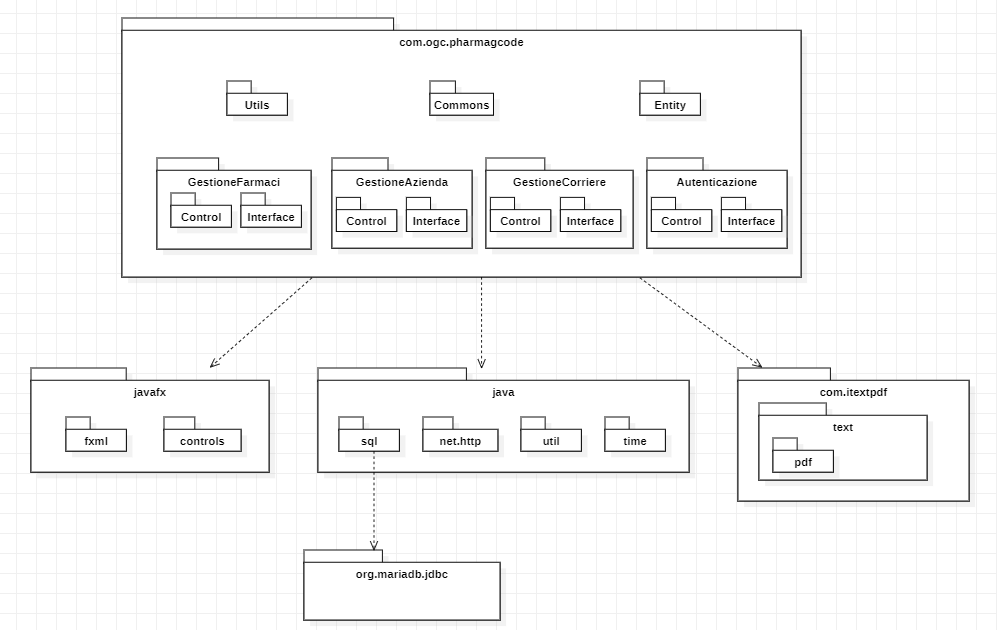 com.ogc.pharmagcode
Utils
Commons
Entity
GestioneFarmaci
Control
Interface
GestioneAzienda
Control
Interface
GestioneCorriere
Control
Interface
Autenticazione
Control
Interface
javafx
fxml
controls
java
sql
net.http
util
time
com.itextpdf
text
pdf
org.mariadb.jdbc